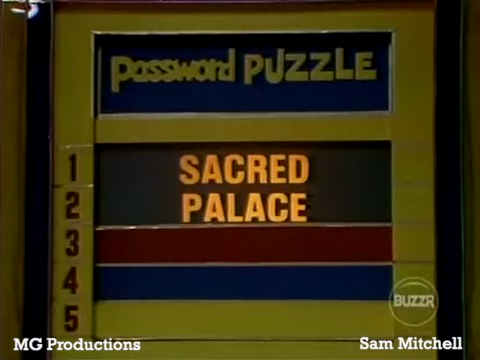 Password PUZZLE
1 SACRED
2 PALACE
3
4
5
BUZZR
MG Productions
Sam Mitchell